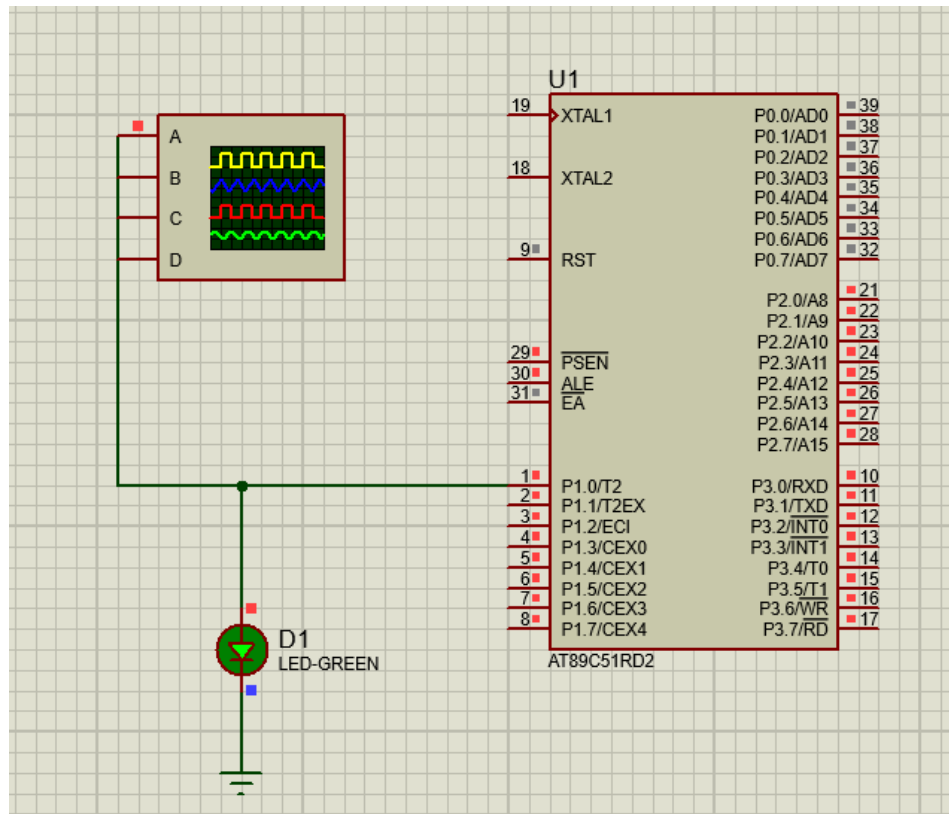 U1
19 XTAL1 P0.0/AD0 39
P0.1/AD1 38
P0.2/AD2 37
18 XTAL2 P0.3/AD3 36
P0.4/AD4 35
P0.5/AD5 34
P0.6/AD6 33
9 RST P0.7/AD7 32
P2.0/A8 21
P2.1/A9 22
P2.2/A10 23
29 PSEN P2.3/A11 24
30 ALE P2.4/A12 25
31 EA P2.5/A13 26
P2.6/A14 27
P2.7/A15 28
1 P1.0/T2 P3.0/RXD 10
2 P1.1/T2EX P3.1/TXD 11
3 P1.2/ECI P3.2/INT0 12
4 P1.3/CEX0 P3.3/INT1 13
5 P1.4/CEX1 P3.4/T0 14
6 P1.5/CEX2 P3.5/T1 15
7 P1.6/CEX3 P3.6/WR 16
8 P1.7/CEX4 P3.7/RD 17
AT89C51RD2
A
B
C
D
D1
LED-GREEN